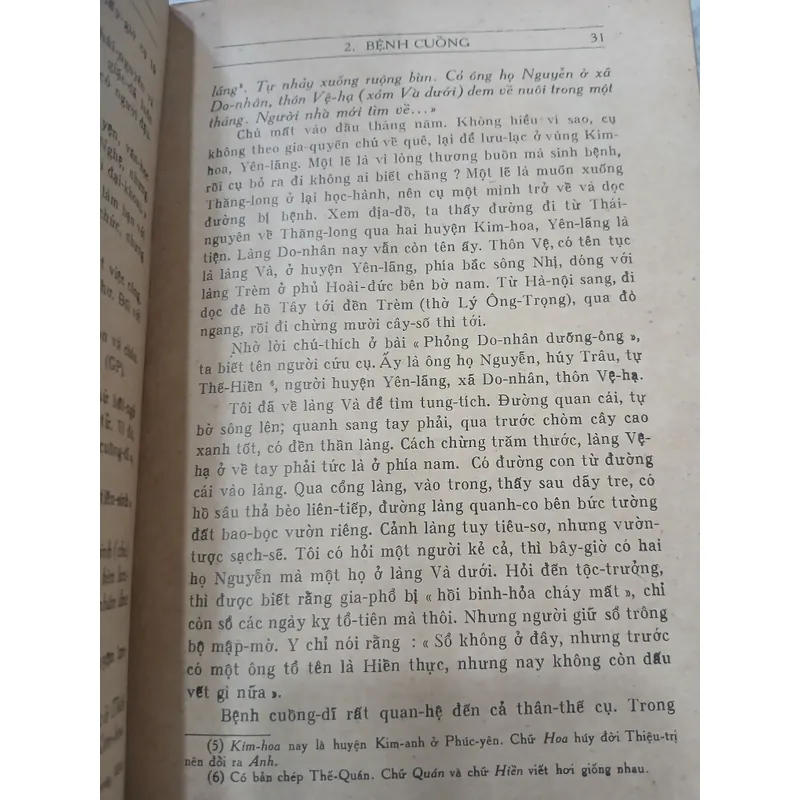 2. BỆNH CUỒNG 31
lãng⁵. Tự nhảy xuống ruộng bùn. Có ông họ Nguyễn ở xã
Do-nhân, thôn Vệ-hạ (xóm Và dưới) đem về nuôi trong một
tháng. Người nhà mới tìm về...»
Chú mất vào đầu tháng năm. Không hiểu vì sao, cụ
không theo gia-quyến chú về quê, lại để lưu-lạc ở vùng Kim-
hoa, Yên-lãng. Một lẽ là vì lòng thương buồn mà sinh bệnh,
rồi cụ bỏ ra đi không ai biết chăng ? Một lẽ là muốn xuống
Thăng-long ở lại học-hành, nên cụ một mình trở về và dọc
đường bị bệnh. Xem địa-đồ, ta thấy đường đi từ Thái-
nguyên về Thăng-long qua hai huyện Kim-hoa, Yên-lãng là
tiện. Làng Do-nhân nay vẫn còn tên ấy. Thôn Vệ, có tên tục
là làng Và, ở huyện Yên-lãng, phía bắc sông Nhị, dóng với
làng Trèm ở phủ Hoài-đức bên bờ nam. Từ Hà-nội sang, đi
dọc đê hồ Tây tới đền Trèm (thờ Lý Ông-Trọng), qua đò
ngang, rồi đi chừng mười cây-số thì tới.
Nhờ lời chú-thích ở bài « Phỏng Do-nhân dưỡng-ông »,
ta biết tên người cứu cụ. Ấy là ông họ Nguyễn, húy Trâu, tự
Thế-Hiền ⁶, người huyện Yên-lãng, xã Do-nhân, thôn Vệ-hạ.
Tôi đã về làng Và để tìm tung-tích. Đường quan cái, tự
bờ sông lên; quanh sang tay phải, qua trước chòm cây cao
xanh tốt, có đền thần làng. Cách chừng trăm thước, làng Vệ-
hạ ở về tay phải tức là ở phía nam. Có đường con từ đường
cái vào làng. Qua cổng làng, vào trong, thấy sau dãy tre, có
hồ sâu thả bèo liên-tiếp, đường làng quanh-co bên bức tường
đất bao-bọc vườn riêng. Cảnh làng tuy tiêu-sơ, nhưng vườn-
tược sạch-sẽ. Tôi có hỏi một người kẻ cả, thì bây-giờ có hai
họ Nguyễn mà một họ ở làng Và dưới. Hỏi đến tộc-trưởng,
thì được biết rằng gia-phổ bị « hồi binh-hỏa cháy mất », chỉ
còn sổ các ngày kỵ tổ-tiên mà thôi. Nhưng người giữ sổ trông
bộ mập-mờ. Y chỉ nói rằng : « Sổ không ở đây, nhưng trước
có một ông tổ tên là Hiền thực, nhưng nay không còn dấu
vết gì nữa ».
Bệnh cuồng-dĩ rất quan-hệ đến cả thân-thế cụ. Trong
(5) Kim-hoa nay là huyện Kim-anh ở Phúc-yên. Chữ Hoa húy đời Thiệu-trị
nên đổi ra Anh.
(6) Có bản chép Thế-Quán. Chữ Quán và chữ Hiền viết hơi giống nhau.